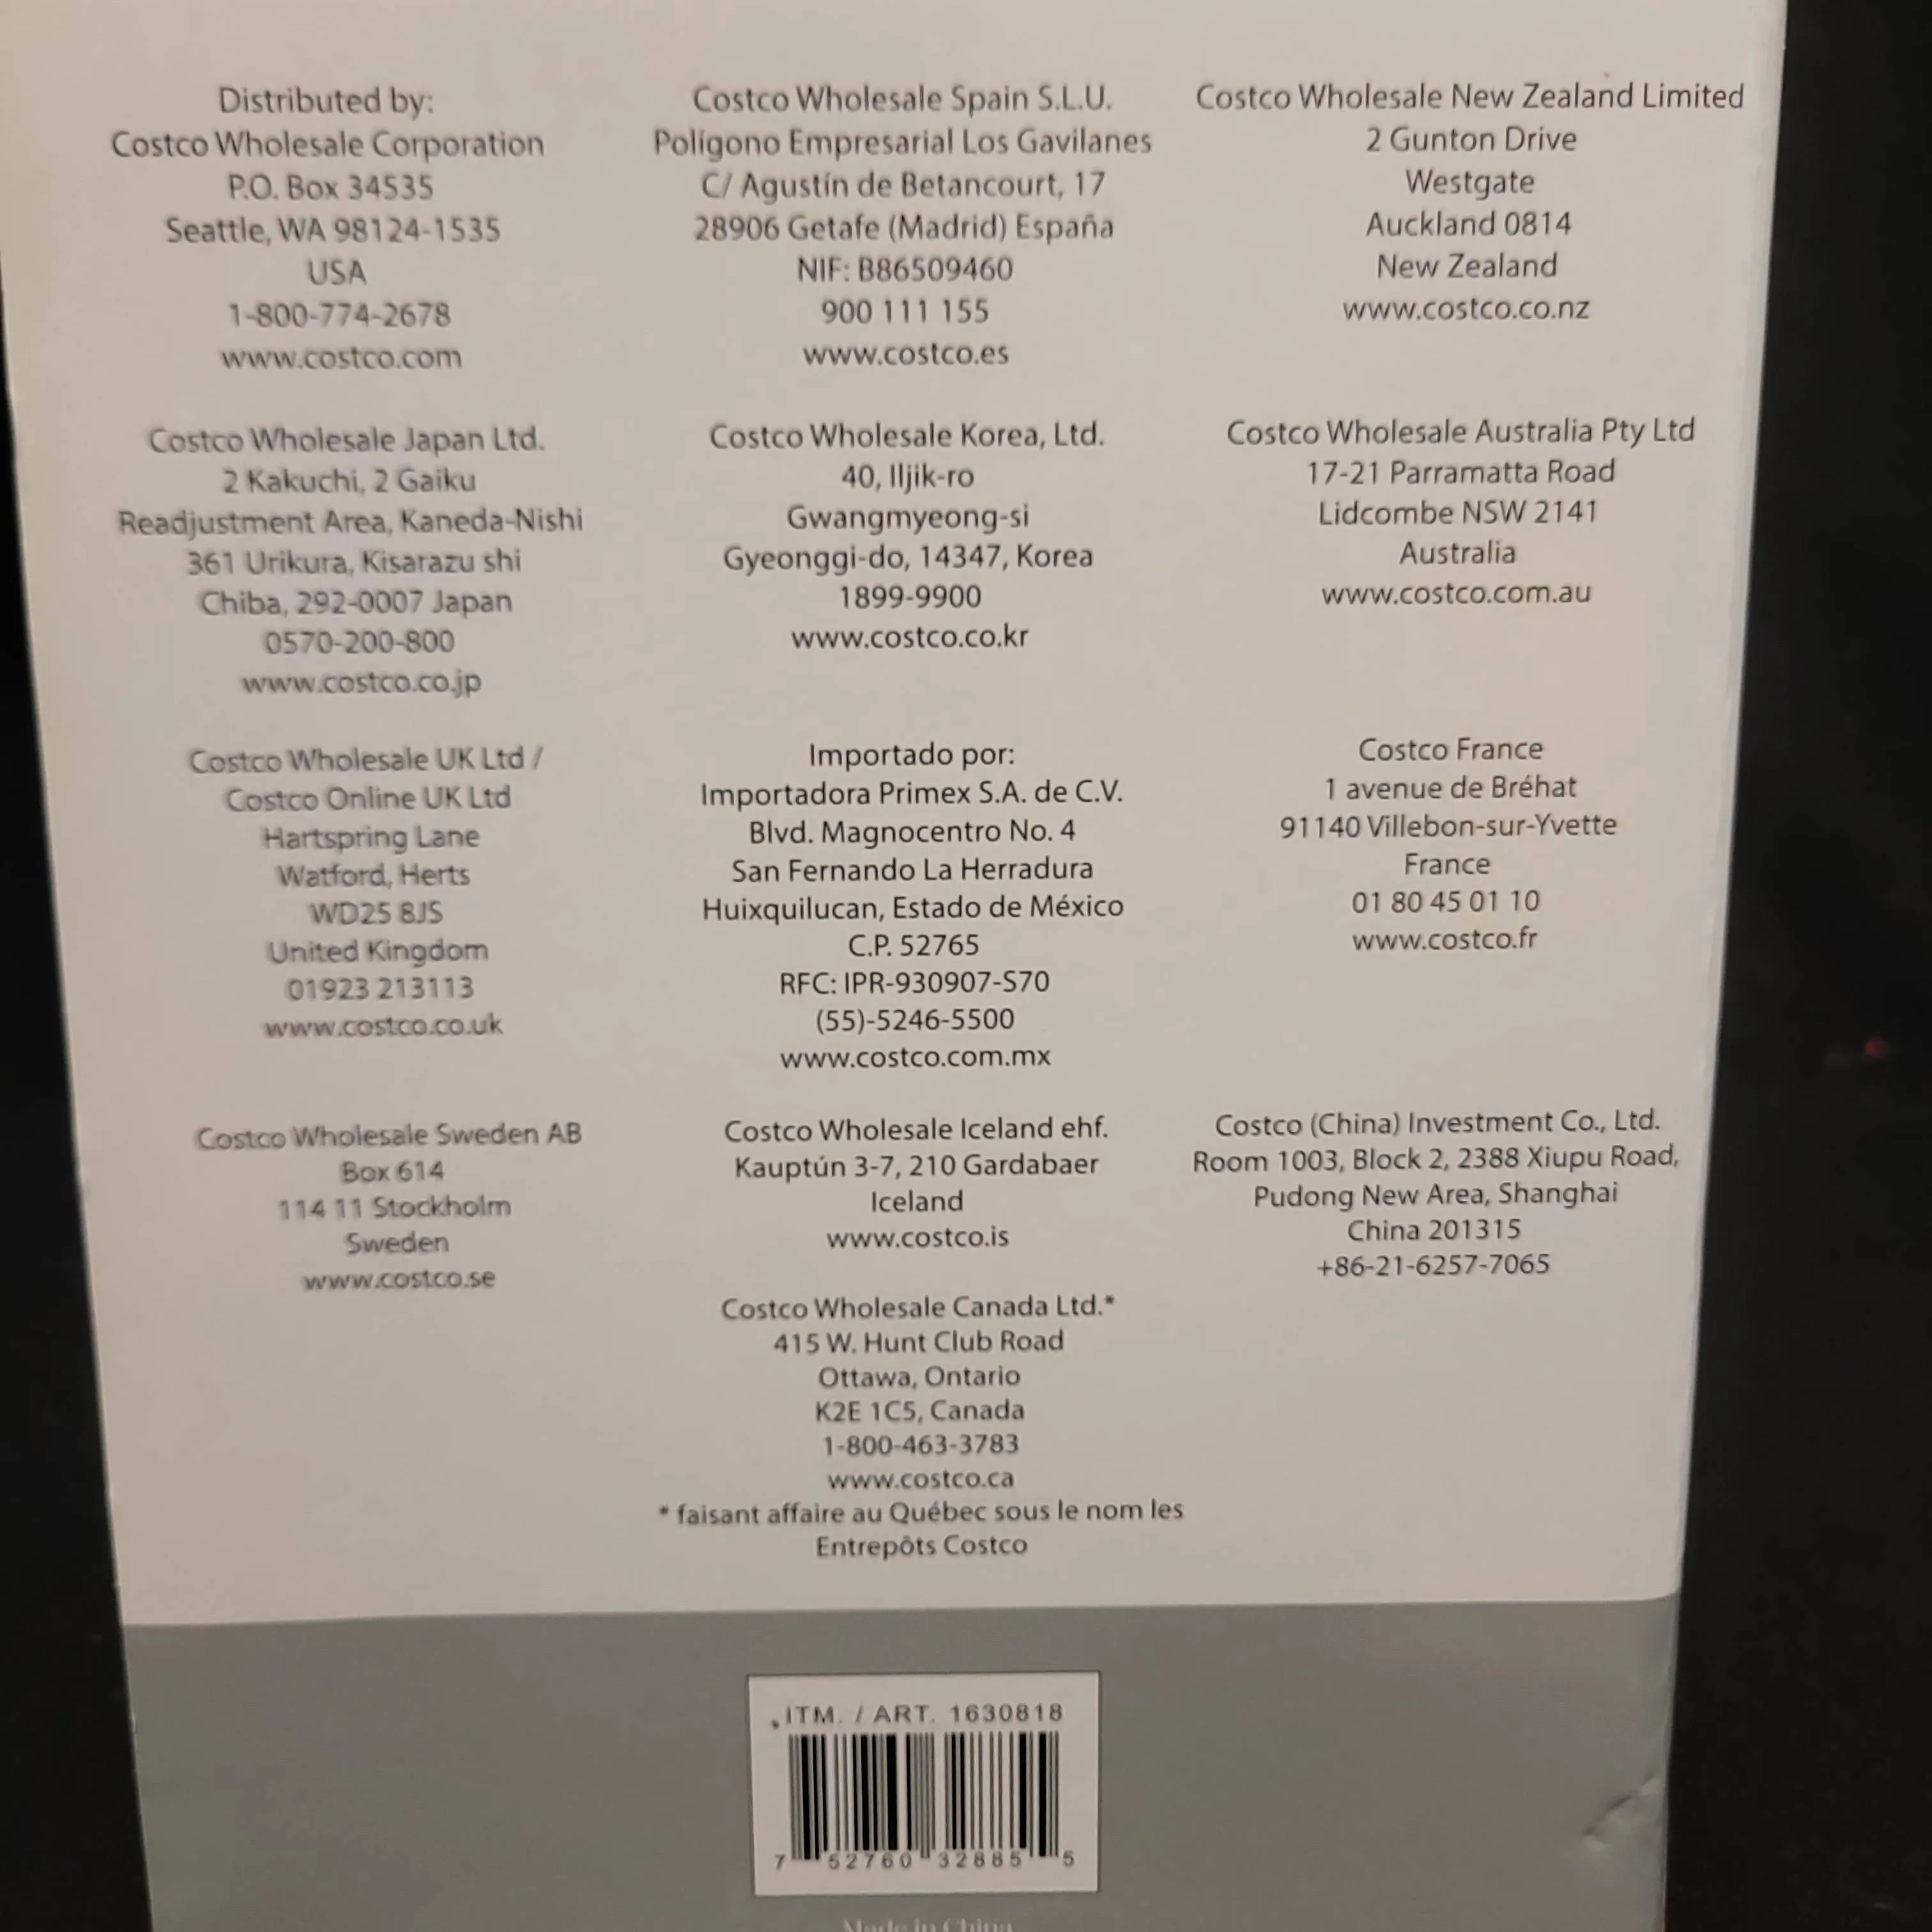 Distributed by:
Costco Wholesale Corporation
P.O. Box 34535
Seattle, WA 98124-1535
USA
1-800-774-2678
www.costco.com
Costco Wholesale Spain S.L.U.
Polígono Empresarial Los Gavilanes
C/ Agustín de Betancourt, 17
28906 Getafe (Madrid) España
NIF: B86509460
900 111 155
www.costco.es
Costco Wholesale New Zealand Limited
2 Gunton Drive
Westgate
Auckland 0814
New Zealand
www.costco.co.nz
Costco Wholesale Japan Ltd.
2 Kakuchi, 2 Gaiku
Readjustment Area, Kaneda-Nishi
361 Urikura, Kisarazu shi
Chiba, 292-0007 Japan
0570-200-800
www.costco.co.jp
Costco Wholesale Korea, Ltd.
40, Iljik-ro
Gwangmyeong-si
Gyeonggi-do, 14347, Korea
1899-9900
www.costco.co.kr
Costco Wholesale Australia Pty Ltd
17-21 Parramatta Road
Lidcombe NSW 2141
Australia
www.costco.com.au
Costco Wholesale UK Ltd /
Costco Online UK Ltd
Hartspring Lane
Watford, Herts
WD25 8JS
United Kingdom
01923 213113
www.costco.co.uk
Importado por:
Importadora Primex S.A. de C.V.
Blvd. Magnocentro No. 4
San Fernando La Herradura
Huixquilucan, Estado de México
C.P. 52765
RFC: IPR-930907-S70
(55)-5246-5500
www.costco.com.mx
Costco France
1 avenue de Bréhat
91140 Villebon-sur-Yvette
France
01 80 45 01 10
www.costco.fr
Costco Wholesale Sweden AB
Box 614
114 11 Stockholm
Sweden
www.costco.se
Costco Wholesale Iceland ehf.
Kauptún 3-7, 210 Gardabaer
Iceland
www.costco.is
Costco (China) Investment Co., Ltd.
Room 1003, Block 2, 2388 Xiupu Road,
Pudong New Area, Shanghai
China 201315
+86-21-6257-7065
Costco Wholesale Canada Ltd.*
415 W. Hunt Club Road
Ottawa, Ontario
K2E 1C5, Canada
1-800-463-3783
www.costco.ca
* faisant affaire au Québec sous le nom les
Entrepôts Costco
ITM. / ART. 1630818
7 52760 32885 5
Made in China